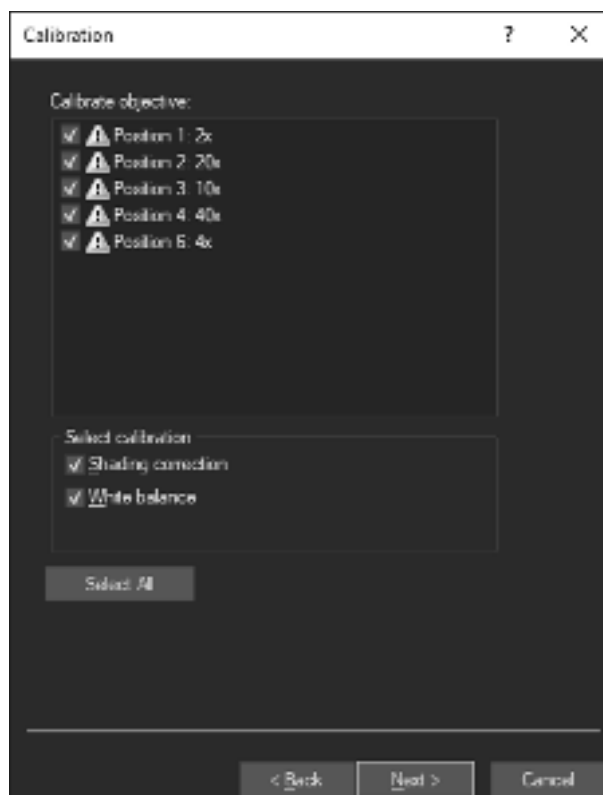 Calibration ?
Calibrate objective:
Position 1: 2x
Position 2: 20x
Position 3: 10x
Position 4: 40x
Position 6: 4x
Select calibration
Shading correction
White balance
Select All
< Back Next > Cancel